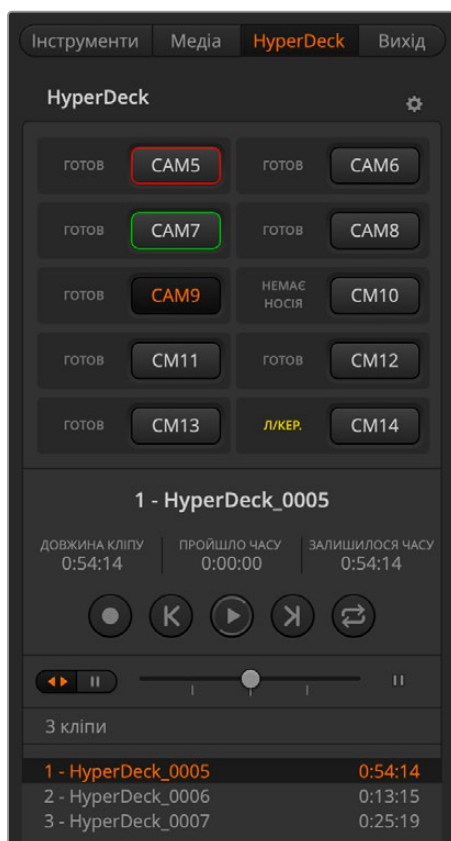 Інструменти Медіа HyperDeck Вихід
HyperDeck
ГОТОВ CAM5 ГОТОВ CAM6
ГОТОВ CAM7 ГОТОВ CAM8
ГОТОВ CAM9 НЕМАЄ НОСІЯ CM10
ГОТОВ CM11 ГОТОВ CM12
ГОТОВ CM13 Л/КЕР. CM14
1 - HyperDeck_0005
ДОВЖИНА КЛІПУ ПРОЙШЛО ЧАСУ ЗАЛИШИЛОСЯ ЧАСУ
0:54:14 0:00:00 0:54:14
3 кліпи
1 - HyperDeck_0005 0:54:14
2 - HyperDeck_0006 0:13:15
3 - HyperDeck_0007 0:25:19